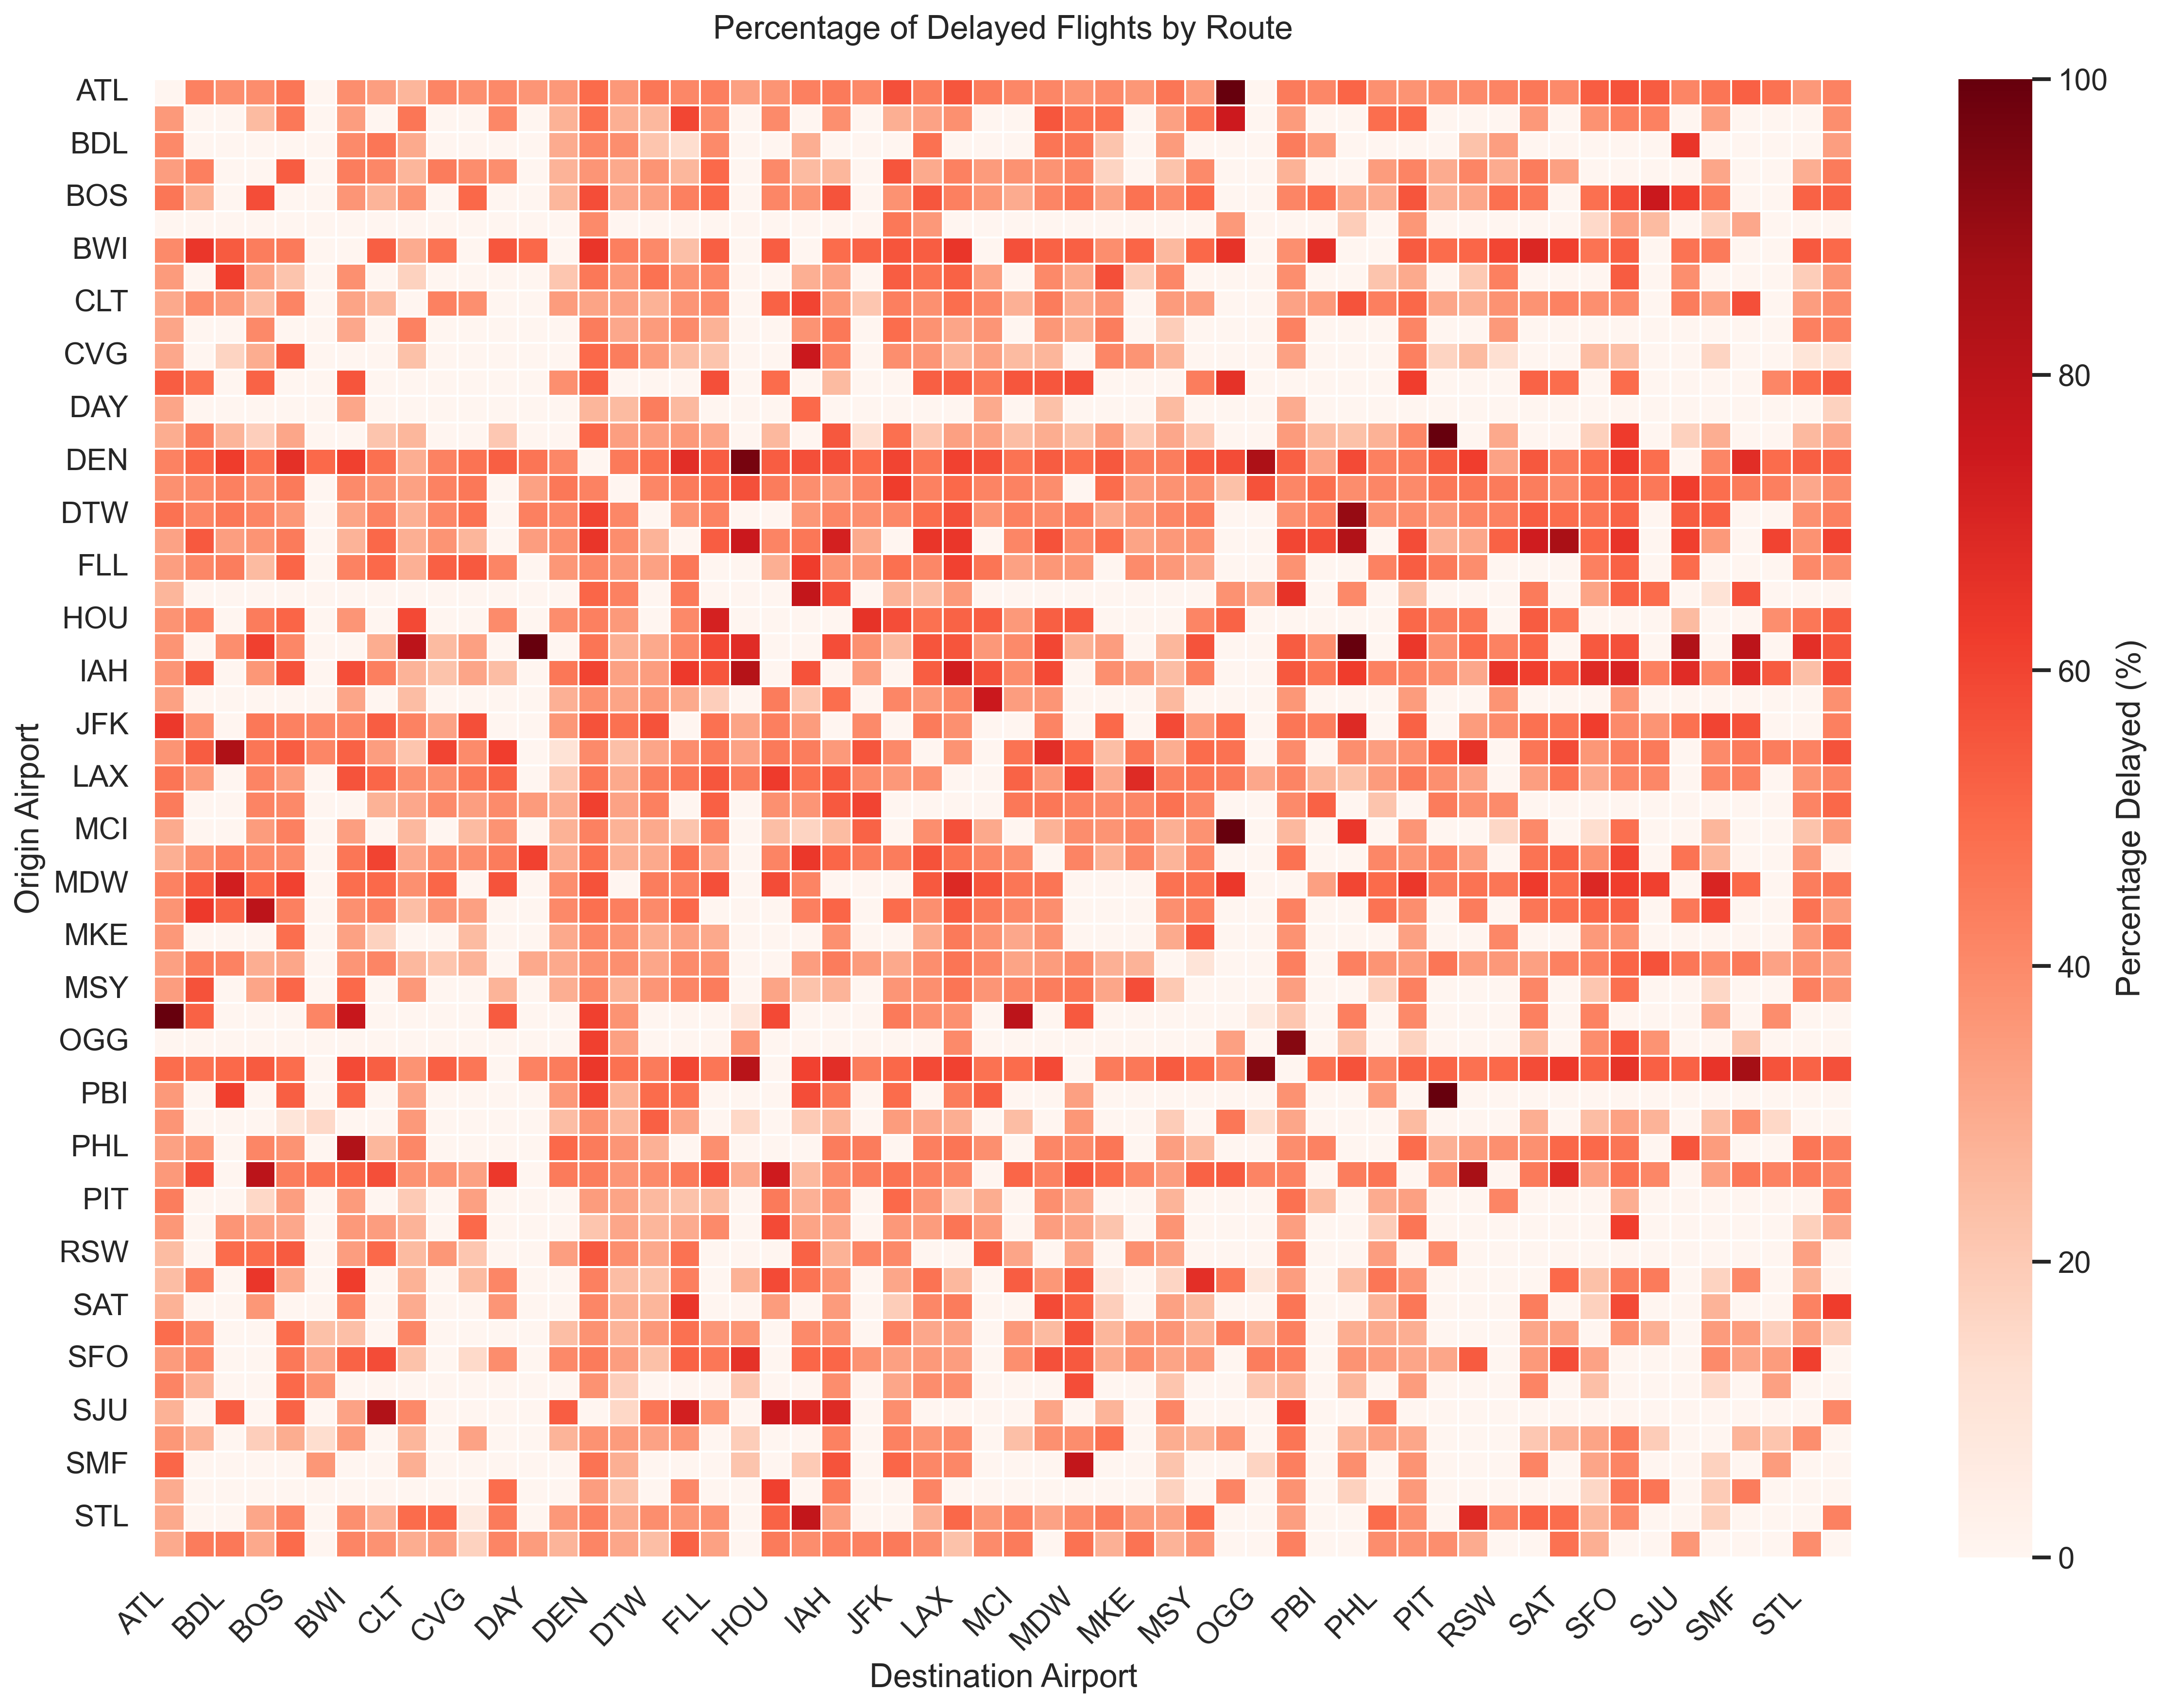 Percentage of Delayed Flights by Route
ATL
BDL
BOS
BWI
CLT
CVG
DAY
DEN
DTW
FLL
HOU
IAH
JFK
LAX
MCI
MDW
MKE
MSY
OGG
PBI
PHL
PIT
RSW
SAT
SFO
SJU
SMF
STL
Origin Airport
ATL BDL BOS BWI CLT CVG DAY DEN DTW FLL HOU IAH JFK LAX MCI MDW MKE MSY OGG PBI PHL PIT RSW SAT SFO SJU SMF STL
Destination Airport
100
80
60
40
20
0
Percentage Delayed (%)